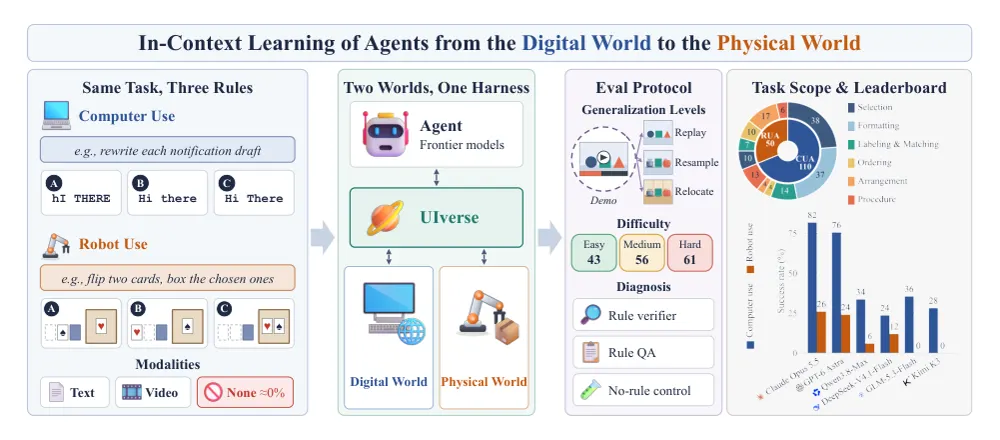 In-Context Learning of Agents from the Digital World to the Physical World
Same Task, Three Rules
Computer Use
e.g., rewrite each notification draft
A
hI THERE
B
Hi there
C
Hi There
Robot Use
e.g., flip two cards, box the chosen ones
A
B
C
Modalities
Text
Video
None ≈0%
Two Worlds, One Harness
Agent
Frontier models
UIverse
Digital World
Physical World
Eval Protocol
Generalization Levels
Demo
Replay
Resample
Relocate
Difficulty
Easy
43
Medium
56
Hard
61
Diagnosis
Rule verifier
Rule QA
No-rule control
Task Scope & Leaderboard
RUA
50
CUA
110
38
37
14
13
10
7
10
17
6
Selection
Formatting
Labeling & Matching
Ordering
Arrangement
Procedure
Computer use
Robot use
Success rate (%)
75
50
25
0
82
26
76
24
34
6
24
12
36
0
28
0
Claude Opus 5.5
GPT-6 Astra
Qwen3.8-Max
DeepSeek-V4.1-Flash
GLM-5.3-Flash
Kimi K3